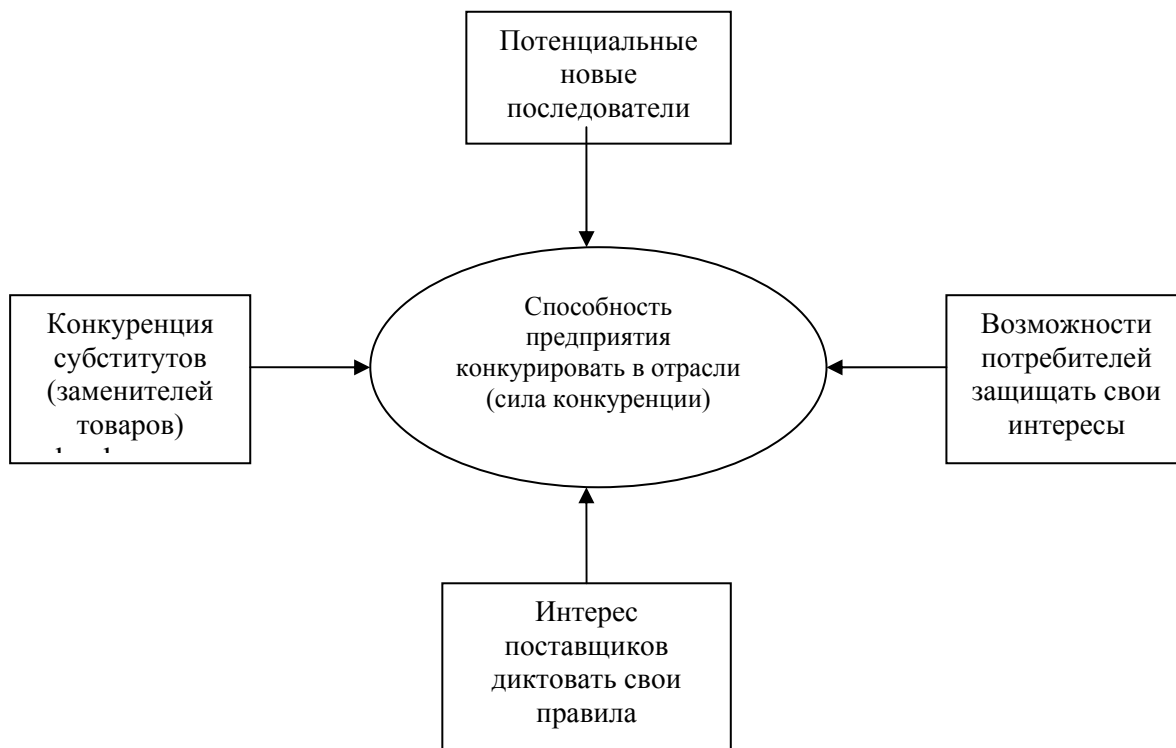 Потенциальные
новые
последователи
Способность
предприятия
конкурировать в отрасли
(сила конкуренции)
Конкуренция
субститутов
(заменителей
товаров)
Возможности
потребителей
защищать свои
интересы
Интерес
поставщиков
диктовать свои
правила